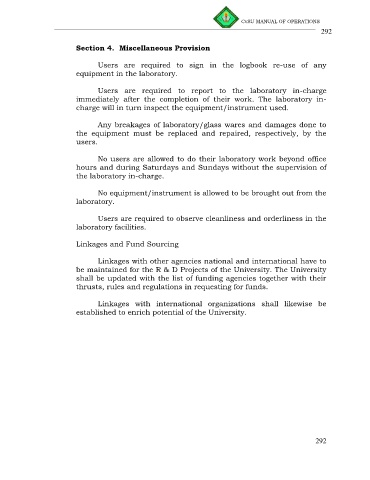 CvSU MANUAL OF OPERATIONS
292
Section 4. Miscellaneous Provision
Users are required to sign in the logbook re-use of any
equipment in the laboratory.
Users are required to report to the laboratory in-charge
immediately after the completion of their work. The laboratory in-
charge will in turn inspect the equipment/instrument used.
Any breakages of laboratory/glass wares and damages done to
the equipment must be replaced and repaired, respectively, by the
users.
No users are allowed to do their laboratory work beyond office
hours and during Saturdays and Sundays without the supervision of
the laboratory in-charge.
No equipment/instrument is allowed to be brought out from the
laboratory.
Users are required to observe cleanliness and orderliness in the
laboratory facilities.
Linkages and Fund Sourcing
Linkages with other agencies national and international have to
be maintained for the R & D Projects of the University. The University
shall be updated with the list of funding agencies together with their
thrusts, rules and regulations in requesting for funds.
Linkages with international organizations shall likewise be
established to enrich potential of the University.
292